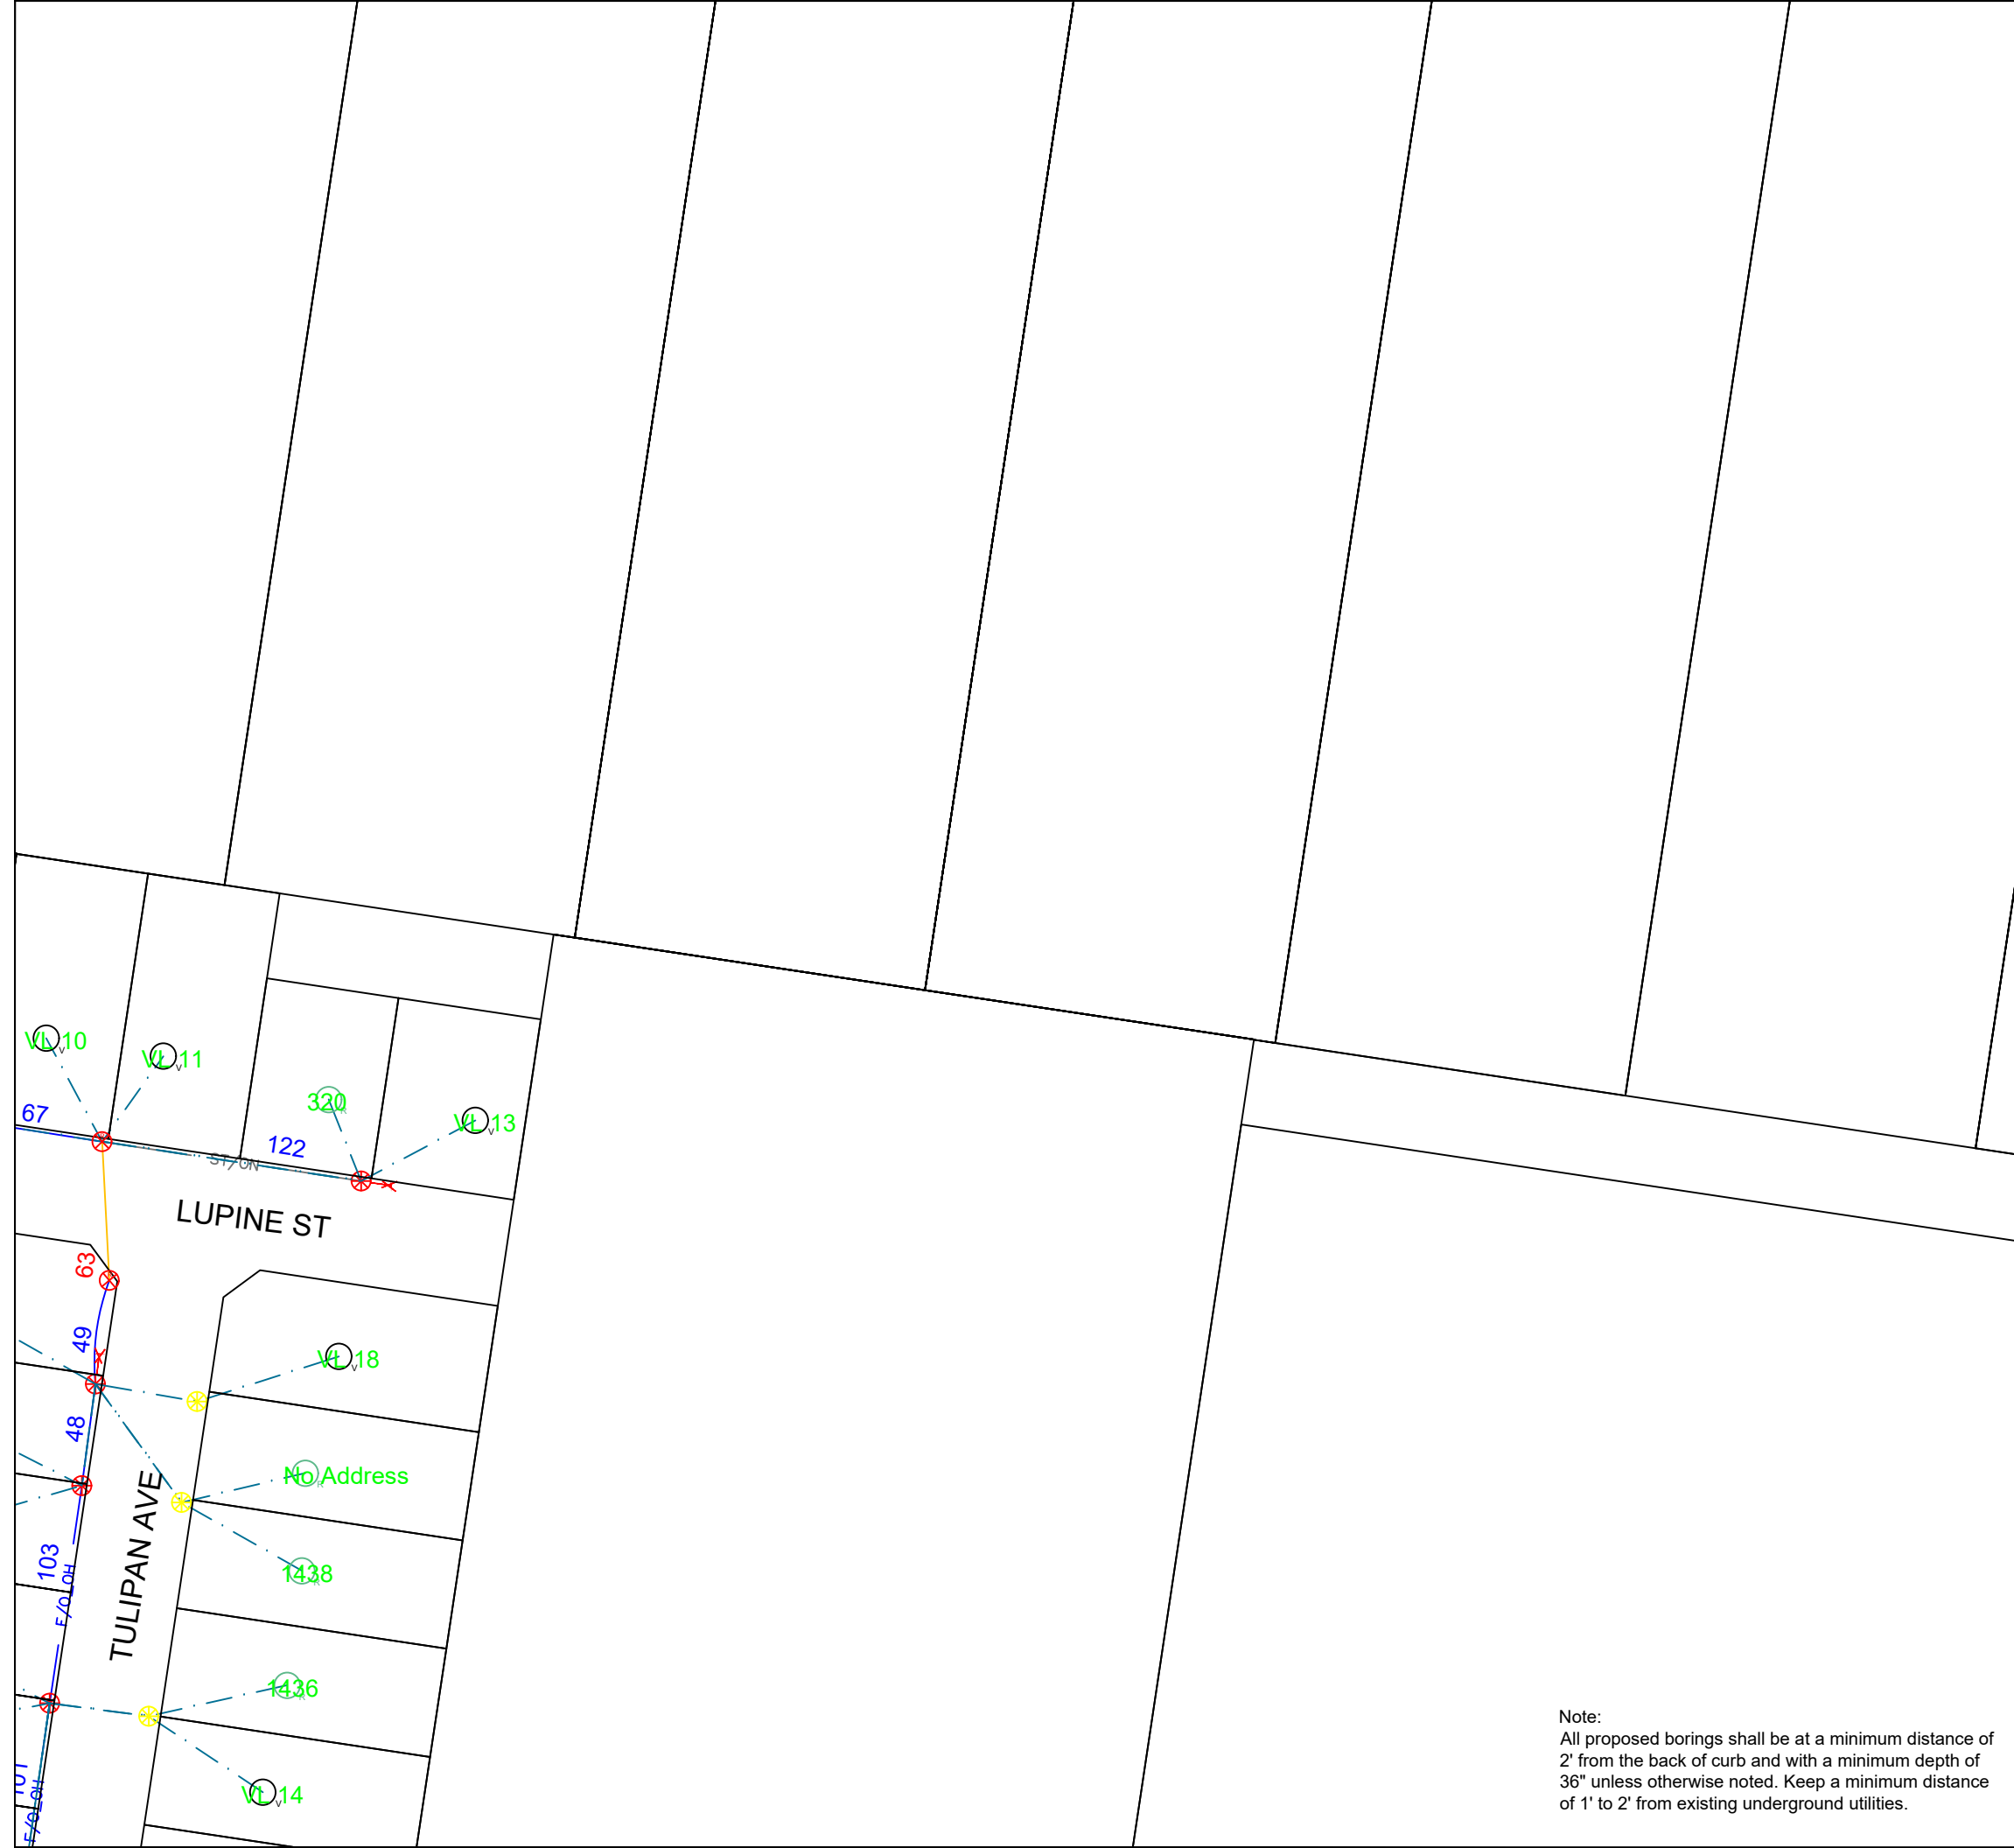 VL 10
V
VL 11
V
320
R
VL 13
V
67
122
LUPINE ST
63
49
VL 18
V
48
No Address
R
TULIPAN AVE
103
F/O_OH
1438
R
1436
R
101
F/O_OH
VL 14
V
Note:
All proposed borings shall be at a minimum distance of
2' from the back of curb and with a minimum depth of
36" unless otherwise noted. Keep a minimum distance
of 1' to 2' from existing underground utilities.